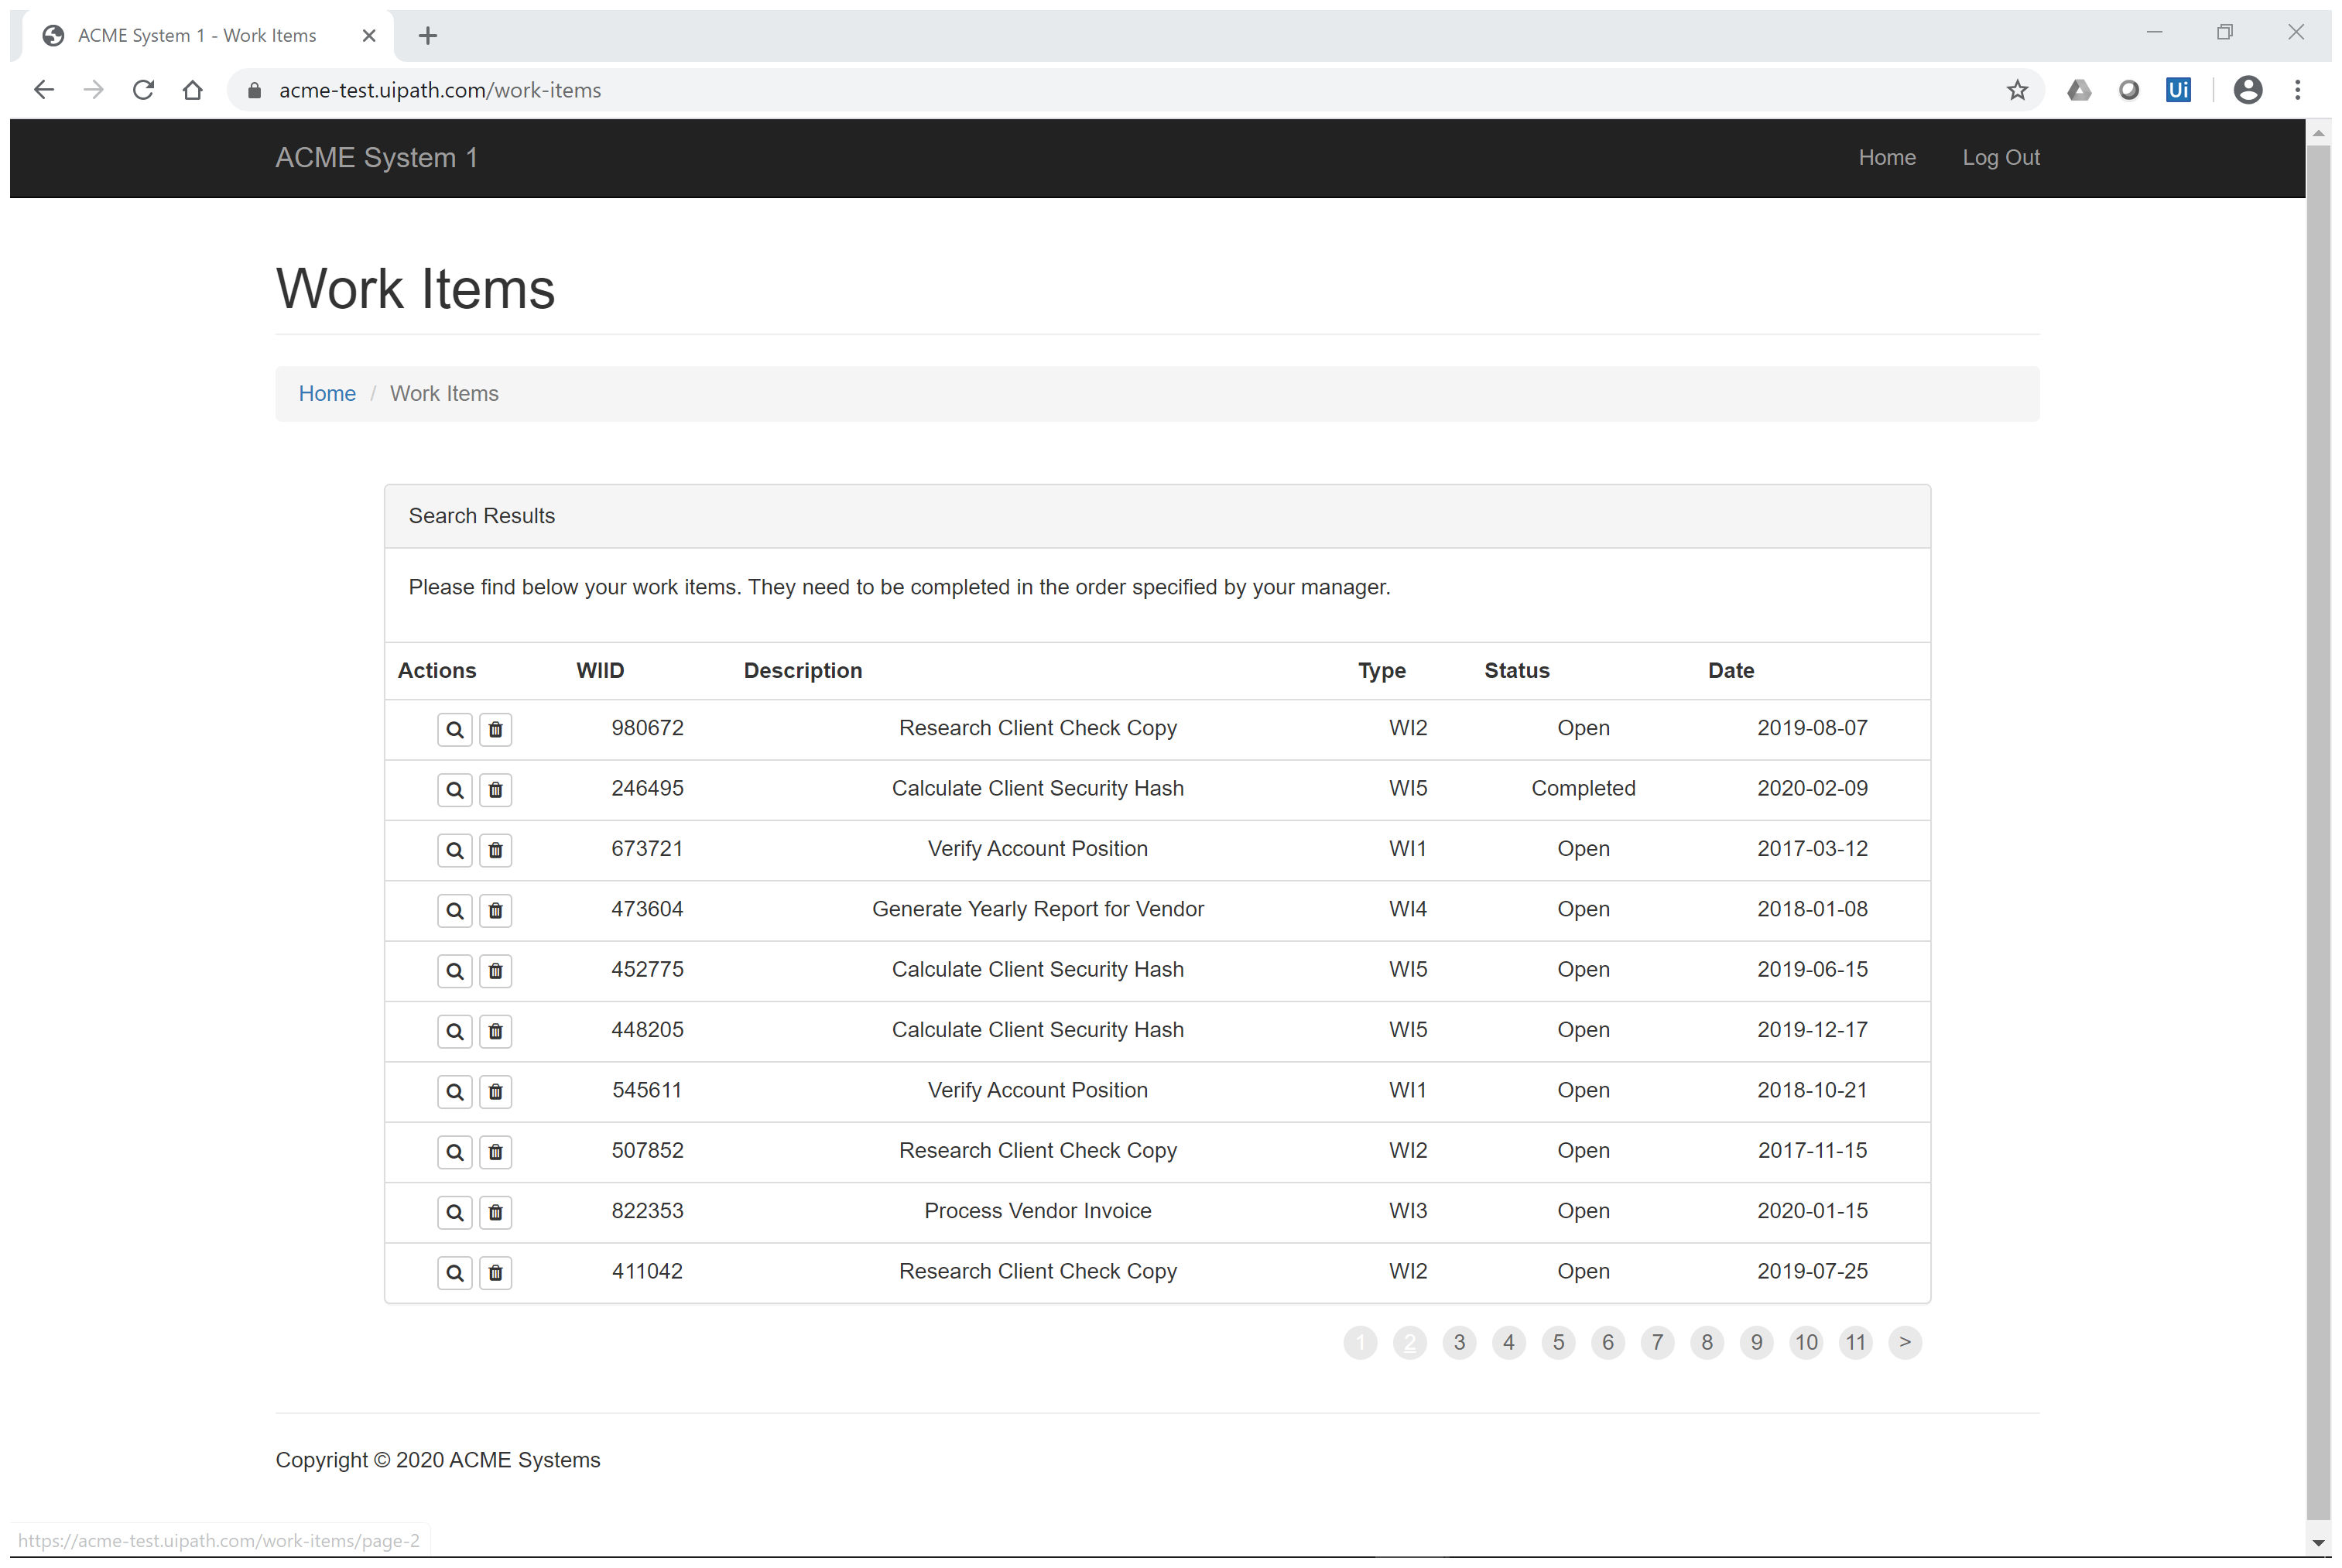 ACME System 1 - Work Items
acme-test.uipath.com/work-items
Ui
ACME System 1 Home Log Out
Work Items
Home / Work Items
Search Results
Please find below your work items. They need to be completed in the order specified by your manager.
Actions WIID Description Type Status Date
980672 Research Client Check Copy WI2 Open 2019-08-07
246495 Calculate Client Security Hash WI5 Completed 2020-02-09
673721 Verify Account Position WI1 Open 2017-03-12
473604 Generate Yearly Report for Vendor WI4 Open 2018-01-08
452775 Calculate Client Security Hash WI5 Open 2019-06-15
448205 Calculate Client Security Hash WI5 Open 2019-12-17
545611 Verify Account Position WI1 Open 2018-10-21
507852 Research Client Check Copy WI2 Open 2017-11-15
822353 Process Vendor Invoice WI3 Open 2020-01-15
411042 Research Client Check Copy WI2 Open 2019-07-25
1 2 3 4 5 6 7 8 9 10 11 >
Copyright © 2020 ACME Systems
https://acme-test.uipath.com/work-items/page-2